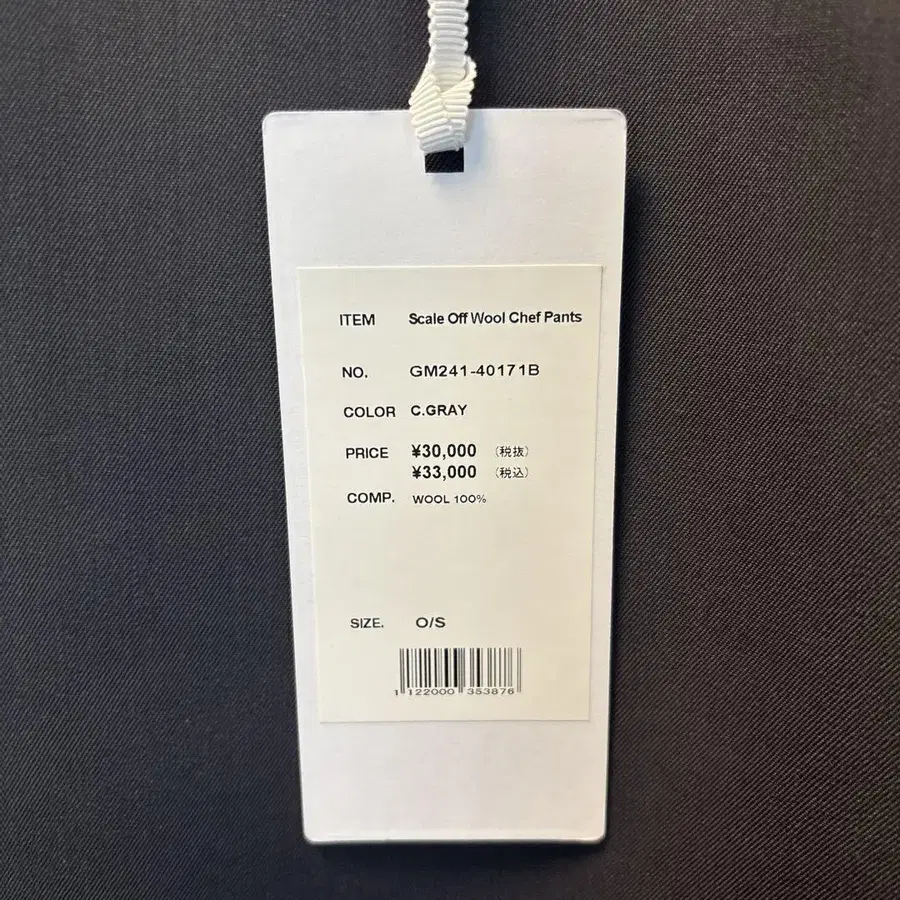 ITEM Scale Off Wool Chef Pants
NO. GM241-40171B
COLOR C.GRAY
PRICE ¥30,000 (税抜)
¥33,000 (税込)
COMP. WOOL 100%
SIZE. O/S
1 122000 353876